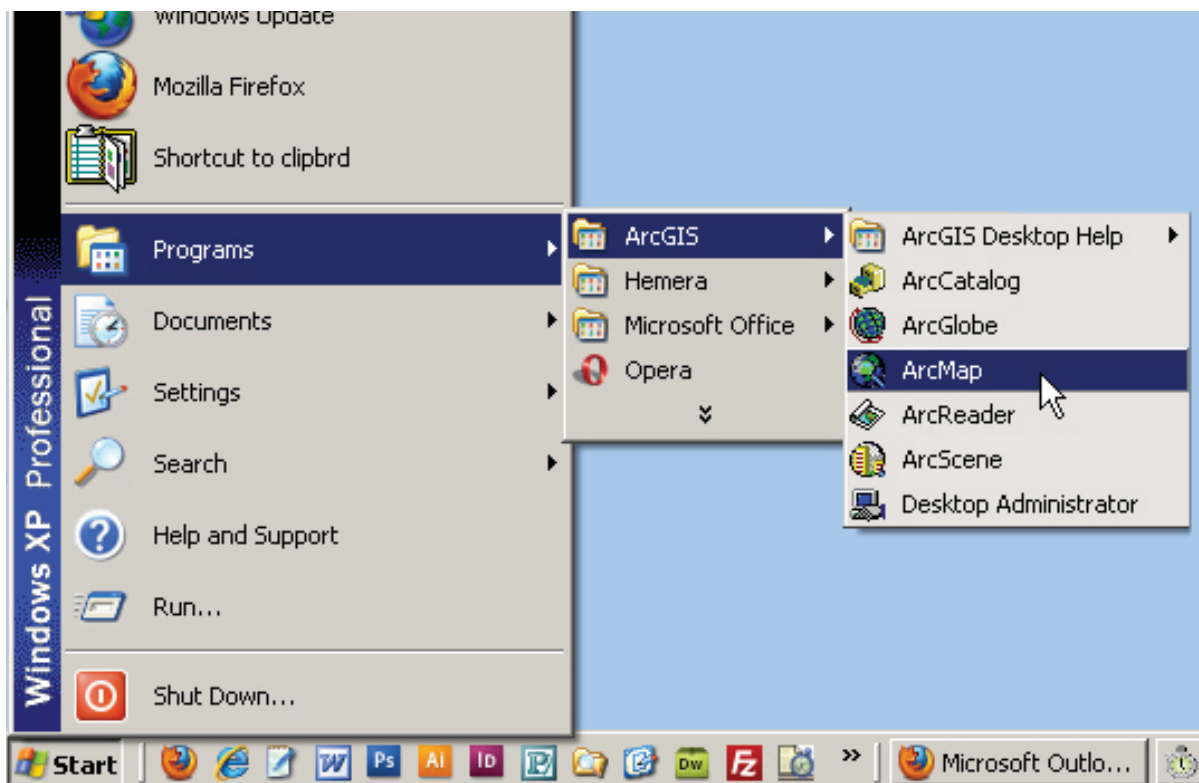 Windows Update
Mozilla Firefox
Shortcut to clipbrd
Programs
Documents
Settings
Search
Help and Support
Run...
Shut Down...
Windows XP Professional
ArcGIS
Hemera
Microsoft Office
Opera
ArcGIS Desktop Help
ArcCatalog
ArcGlobe
ArcMap
ArcReader
ArcScene
Desktop Administrator
Start
W
Ps
Ai
Id
P
Dw
Fz
»
Microsoft Outlo...